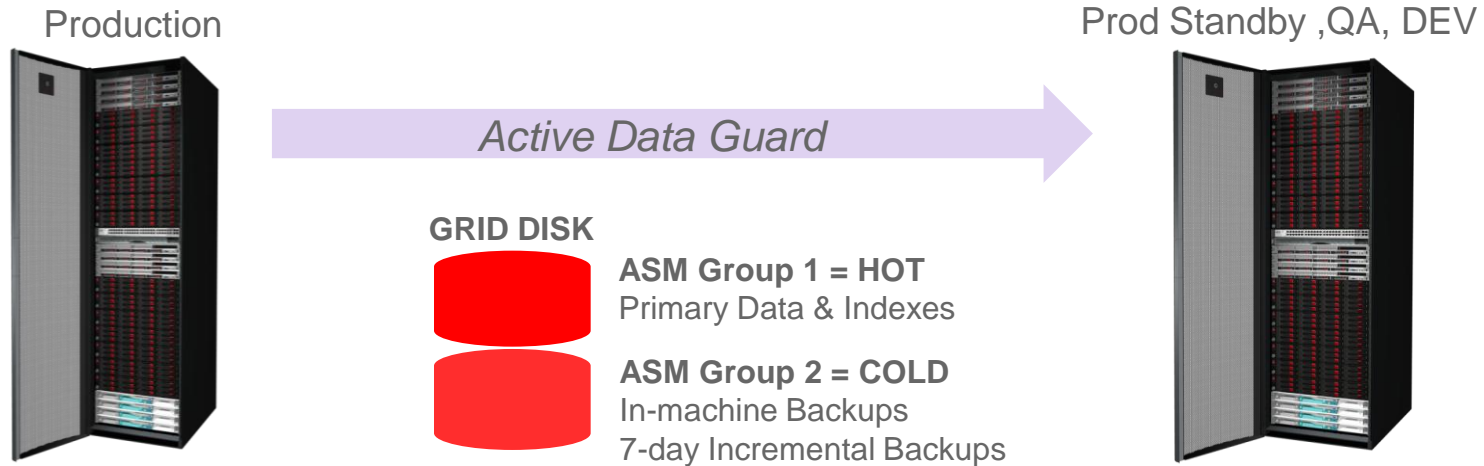 Production
Prod Standby ,QA, DEV
Active Data Guard
GRID DISK
ASM Group 1 = HOT
Primary Data & Indexes
ASM Group 2 = COLD
In-machine Backups
7-day Incremental Backups